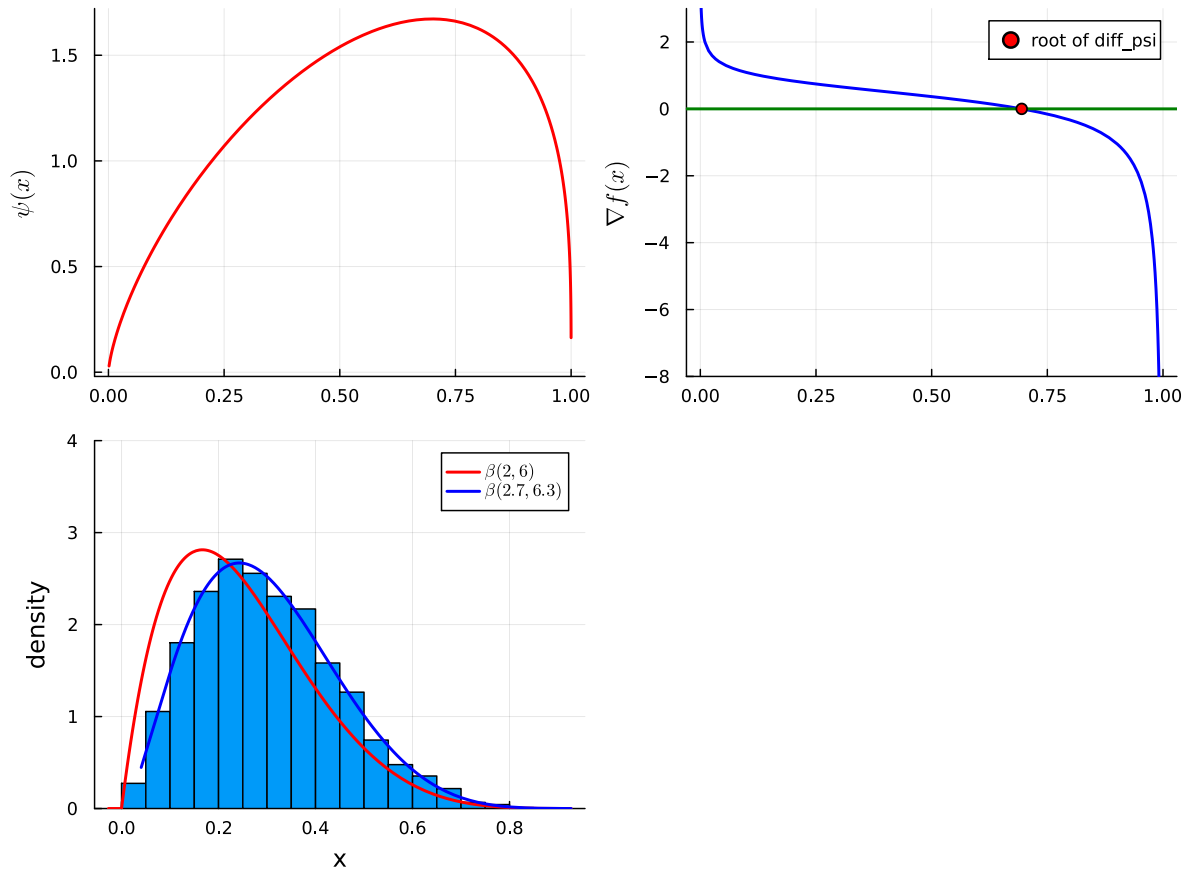 1.5
1.0
0.5
0.0
ψ(x)
0.00 0.25 0.50 0.75 1.00
root of diff_psi
2
0
−2
−4
−6
−8
∇f(x)
0.00 0.25 0.50 0.75 1.00
β(2, 6)
β(2.7, 6.3)
4
3
2
1
0
density
0.0 0.2 0.4 0.6 0.8
x